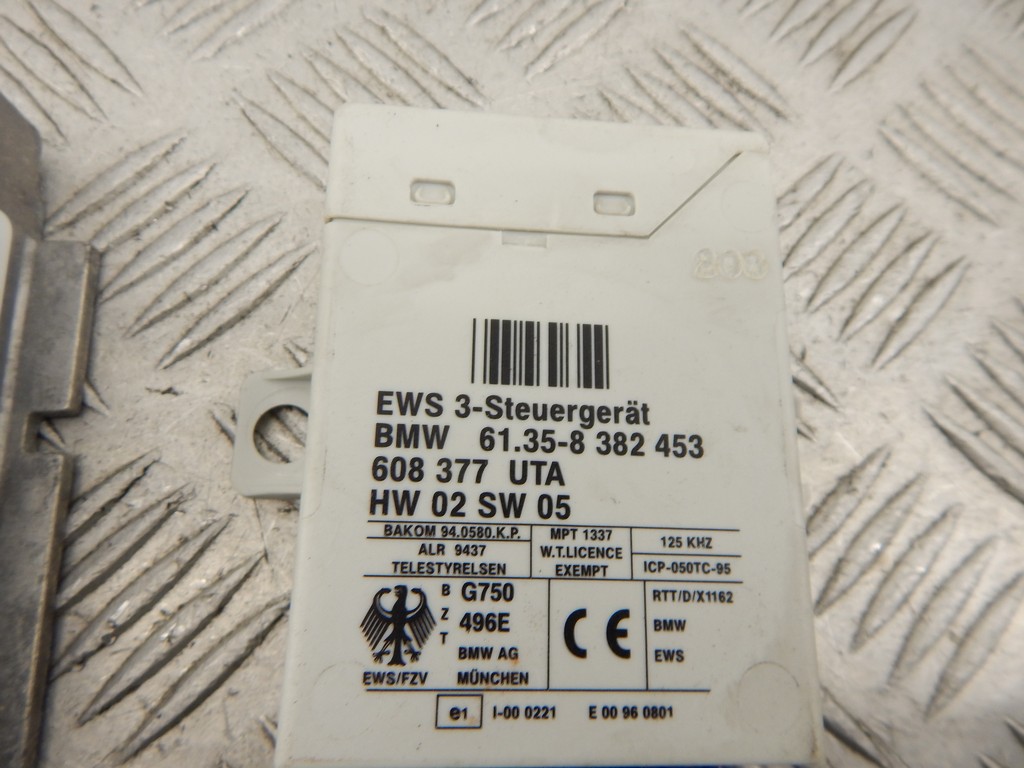 803
EWS 3-Steuergerät
BMW 61.35-8 382 453
608 377 UTA
HW 02 SW 05
BAKOM 94.0580.K.P.
ALR 9437
TELESTYRELSEN
MPT 1337
W.T.LICENCE
EXEMPT
125 KHZ
ICP-050TC-95
BZT
G750
496E
BMW AG
EWS/FZV MÜNCHEN
CE
RTT/D/X1162
BMW
EWS
e1 I-00 0221 E 00 96 0801